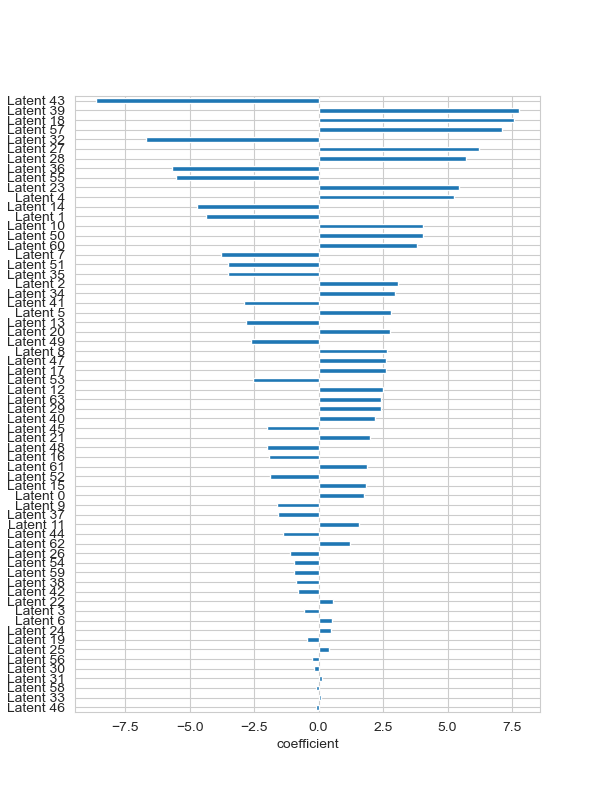 Latent 43
Latent 39
Latent 18
Latent 57
Latent 32
Latent 27
Latent 28
Latent 36
Latent 55
Latent 23
Latent 4
Latent 14
Latent 1
Latent 10
Latent 50
Latent 60
Latent 7
Latent 51
Latent 35
Latent 2
Latent 34
Latent 41
Latent 5
Latent 13
Latent 20
Latent 49
Latent 8
Latent 47
Latent 17
Latent 53
Latent 12
Latent 63
Latent 29
Latent 40
Latent 45
Latent 21
Latent 48
Latent 16
Latent 61
Latent 52
Latent 15
Latent 0
Latent 9
Latent 37
Latent 11
Latent 44
Latent 62
Latent 26
Latent 54
Latent 59
Latent 38
Latent 42
Latent 22
Latent 3
Latent 6
Latent 24
Latent 19
Latent 25
Latent 56
Latent 30
Latent 31
Latent 58
Latent 33
Latent 46
−7.5 −5.0 −2.5 0.0 2.5 5.0 7.5
coefficient